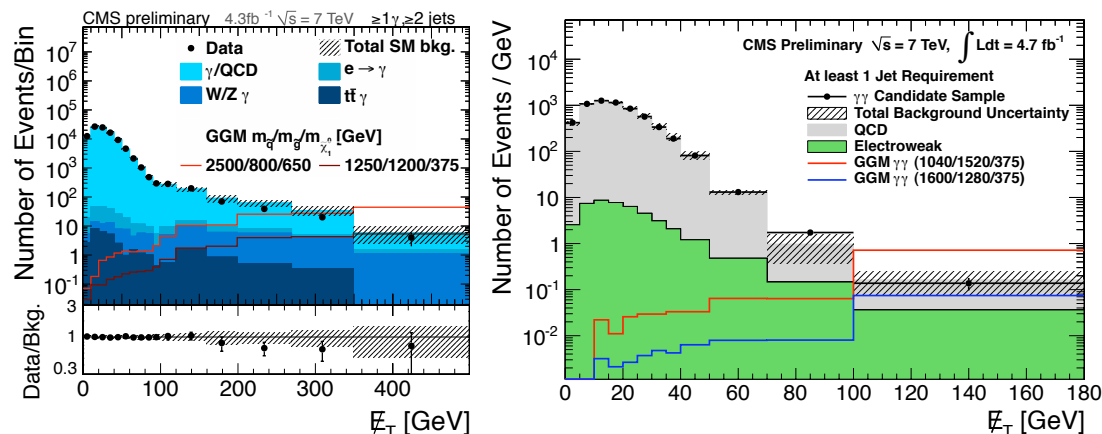 CMS preliminary 4.3fb⁻¹ √s = 7 TeV ≥1γ,≥2 jets
Number of Events/Bin
10⁷
10⁶
10⁵
10⁴
10³
10²
10
1
10⁻¹
Data
Total SM bkg.
γ/QCD
e → γ
W/Z γ
tt̄ γ
GGM m_q̃/m_g̃/m_χ̃₁⁰ [GeV]
2500/800/650
1250/1200/375
Data/Bkg.
1
0.3
0 100 200 300 400
E̸_T [GeV]
CMS Preliminary √s = 7 TeV, ∫ Ldt = 4.7 fb⁻¹
Number of Events / GeV
10⁴
10³
10²
10
1
10⁻¹
10⁻²
At least 1 Jet Requirement
γγ Candidate Sample
Total Background Uncertainty
QCD
Electroweak
GGM γγ (1040/1520/375)
GGM γγ (1600/1280/375)
0 20 40 60 80 100 120 140 160 180
E̸_T [GeV]